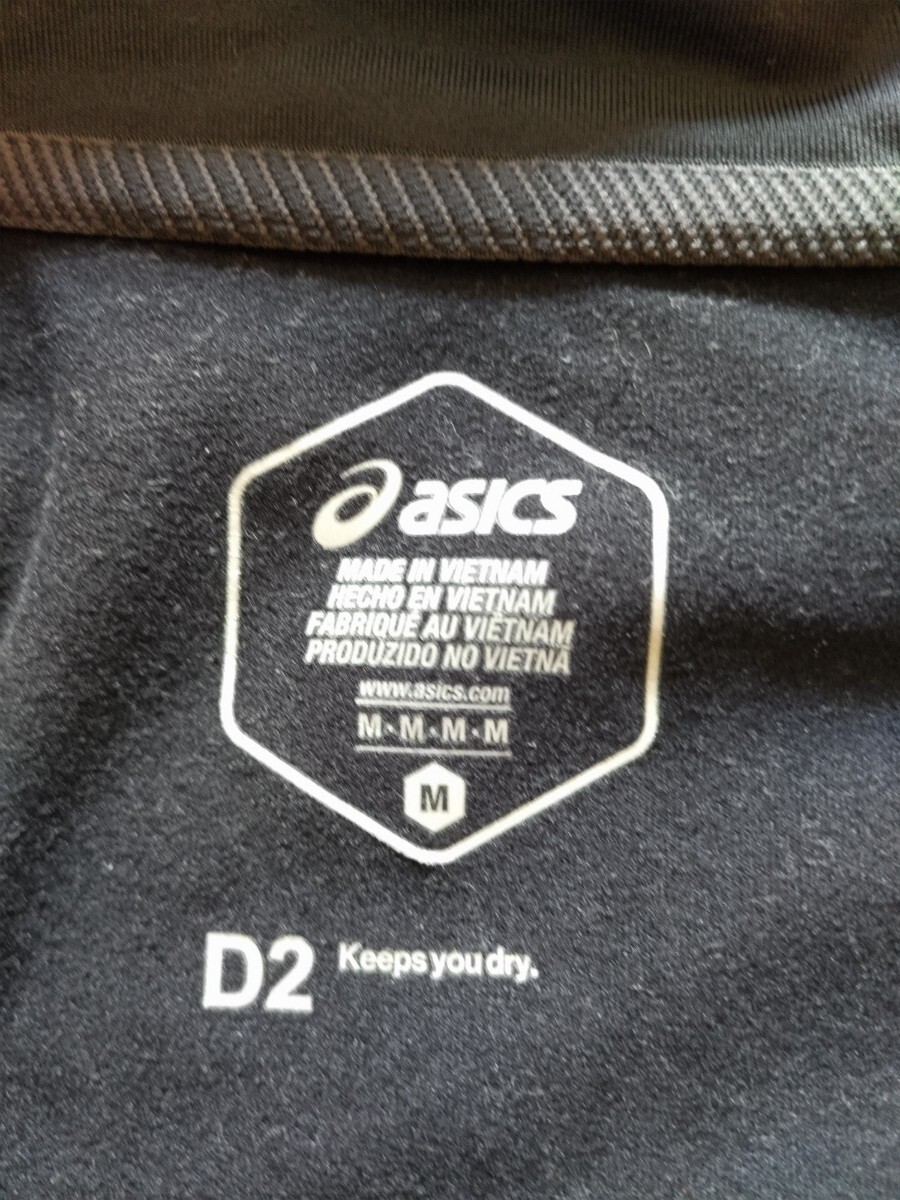 asics
MADE IN VIETNAM
HECHO EN VIETNAM
FABRIQUÉ AU VIÊTNAM
PRODUZIDO NO VIETNÃ
www.asics.com
M·M·M·M
M
D2 Keeps you dry.